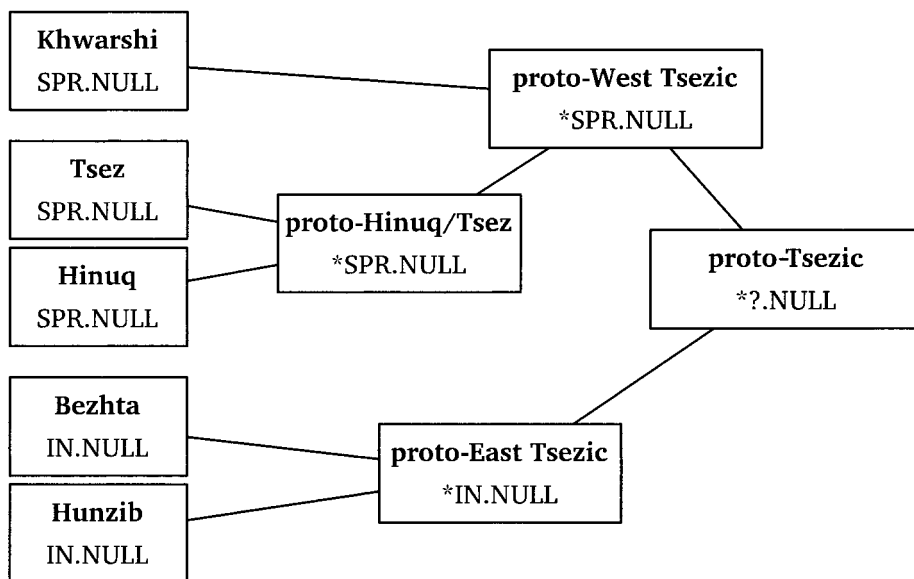 Khwarshi
SPR.NULL
proto-West Tsezic
*SPR.NULL
Tsez
SPR.NULL
proto-Hinuq/Tsez
*SPR.NULL
Hinuq
SPR.NULL
proto-Tsezic
*?.NULL
Bezhta
IN.NULL
proto-East Tsezic
*IN.NULL
Hunzib
IN.NULL